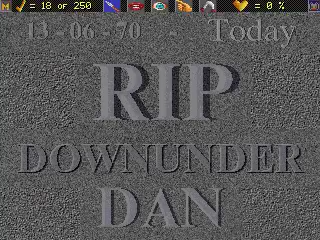 M = 18 of 250 = 0 % M
13-06-70 - Today
RIP
DOWNUNDER
DAN